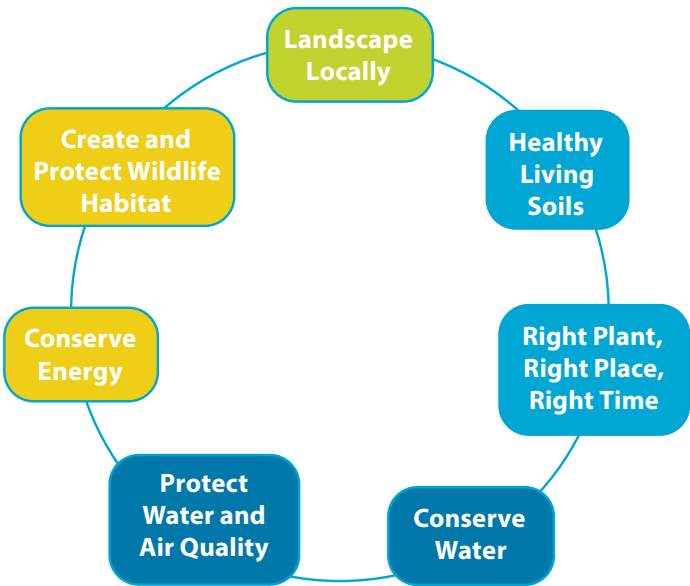 Landscape
Locally
Healthy
Living
Soils
Right Plant,
Right Place,
Right Time
Conserve
Water
Protect
Water and
Air Quality
Conserve
Energy
Create and
Protect Wildlife
Habitat